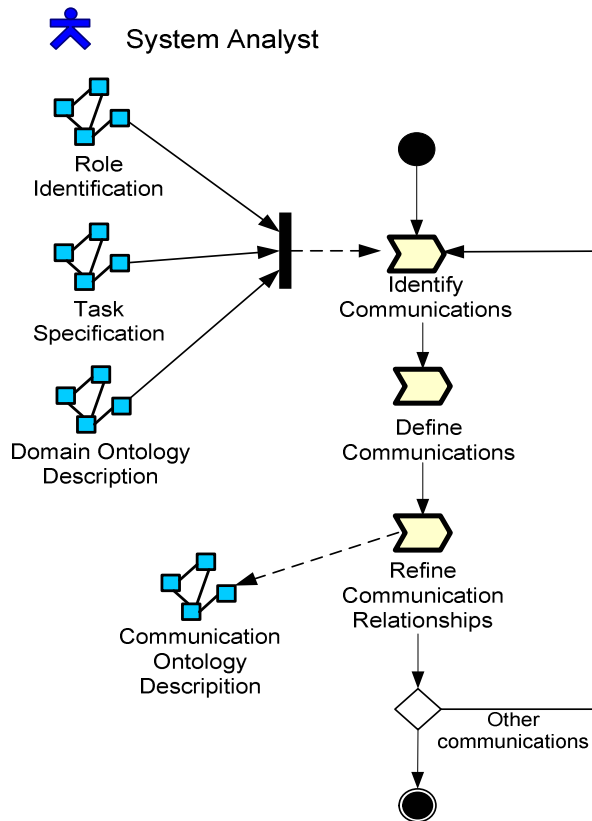 System Analyst
Role
Identification
Task
Specification
Domain Ontology
Description
Identify
Communications
Define
Communications
Refine
Communication
Relationships
Communication
Ontology
Descripition
Other
communications